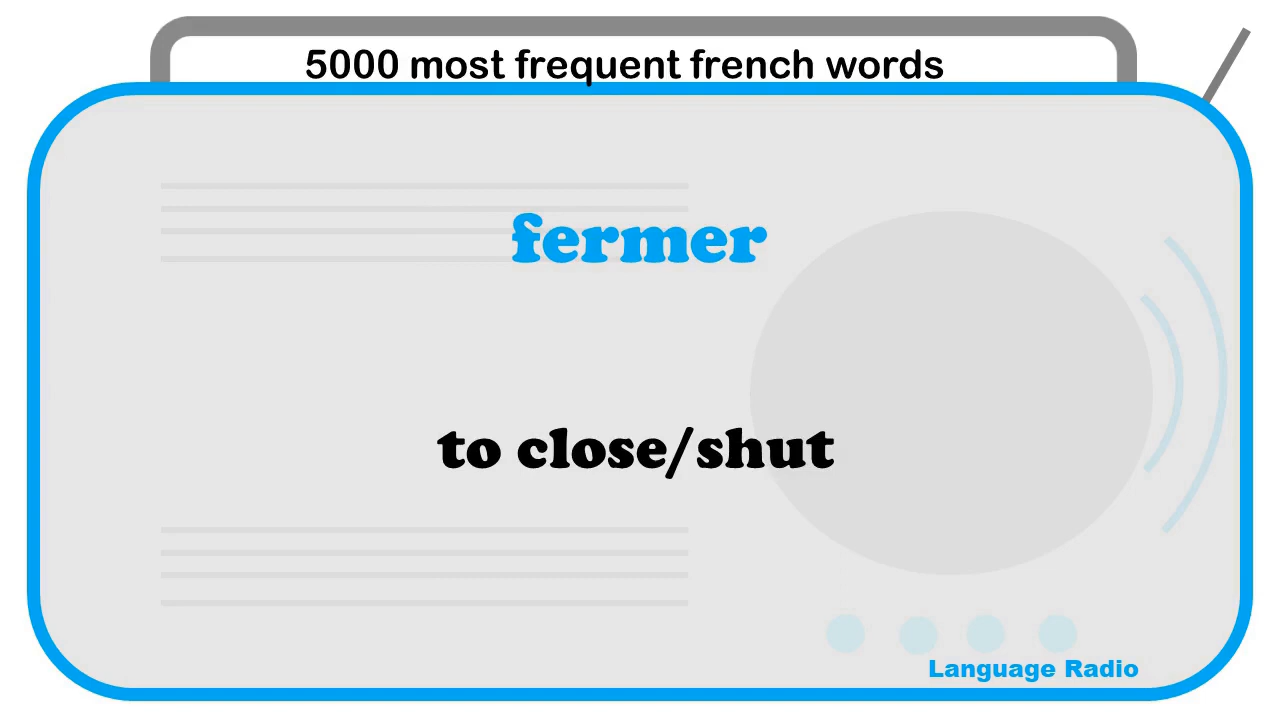 5000 most frequent french words
fermer
to close/shut
Language Radio